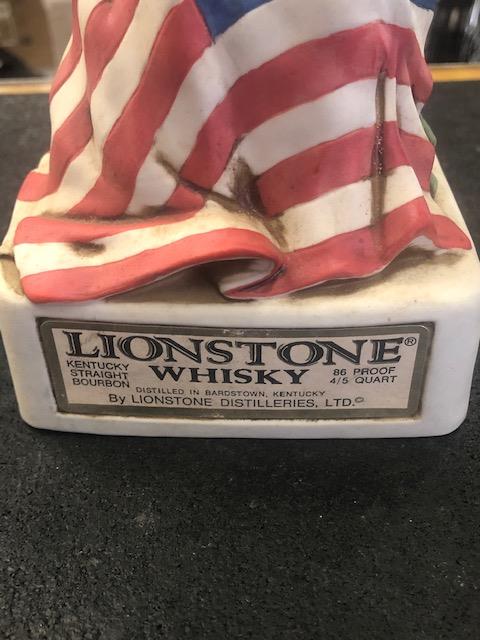 LIONSTONE®
KENTUCKY
STRAIGHT
BOURBON
WHISKY
86 PROOF
4/5 QUART
DISTILLED IN BARDSTOWN, KENTUCKY
By LIONSTONE DISTILLERIES, LTD.©